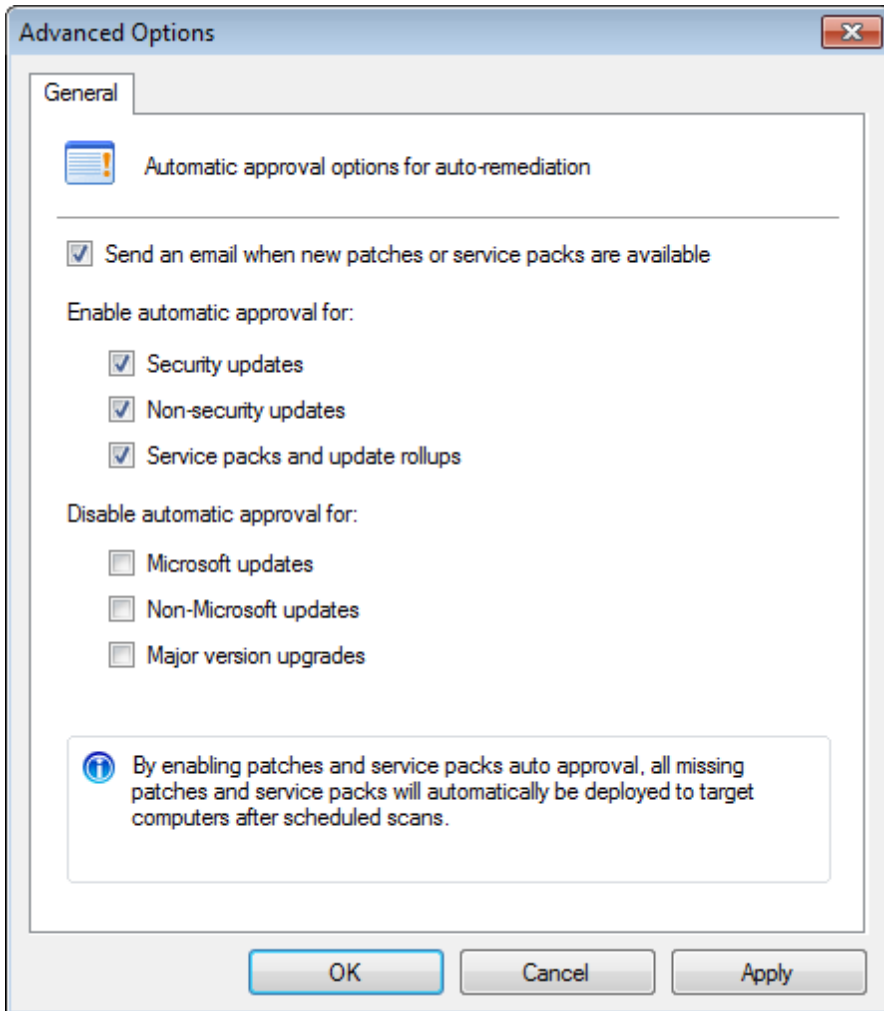 Advanced Options
General
Automatic approval options for auto-remediation
Send an email when new patches or service packs are available
Enable automatic approval for:
Security updates
Non-security updates
Service packs and update rollups
Disable automatic approval for:
Microsoft updates
Non-Microsoft updates
Major version upgrades
By enabling patches and service packs auto approval, all missing
patches and service packs will automatically be deployed to target
computers after scheduled scans.
OK Cancel Apply